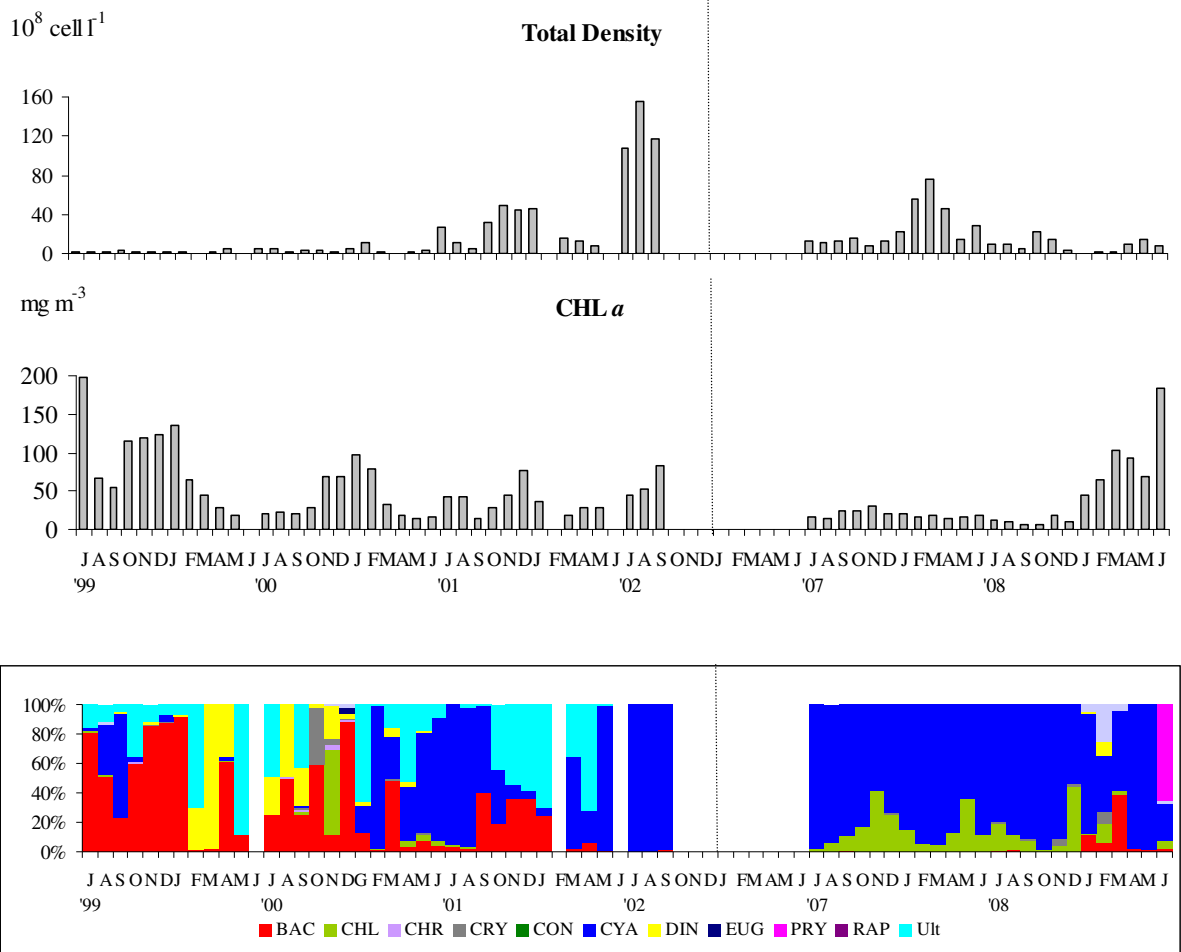 10⁸ cell l⁻¹
Total Density
160
120
80
40
0
mg m⁻³
CHL a
200
150
100
50
0
J A S O N D J F M A M J J A S O N D J F M A M J J A S O N D J F M A M J J A S O N D J F M A M J J A S O N D J F M A M J J A S O N D J F M A M J
'99 '00 '01 '02 '07 '08
100%
80%
60%
40%
20%
0%
J A S O N D J F M A M J J A S O N D G F M A M J J A S O N D J F M A M J J A S O N D J F M A M J J A S O N D J F M A M J J A S O N D J F M A M J
'99 '00 '01 '02 '07 '08
BAC CHL CHR CRY CON CYA DIN EUG PRY RAP Ult